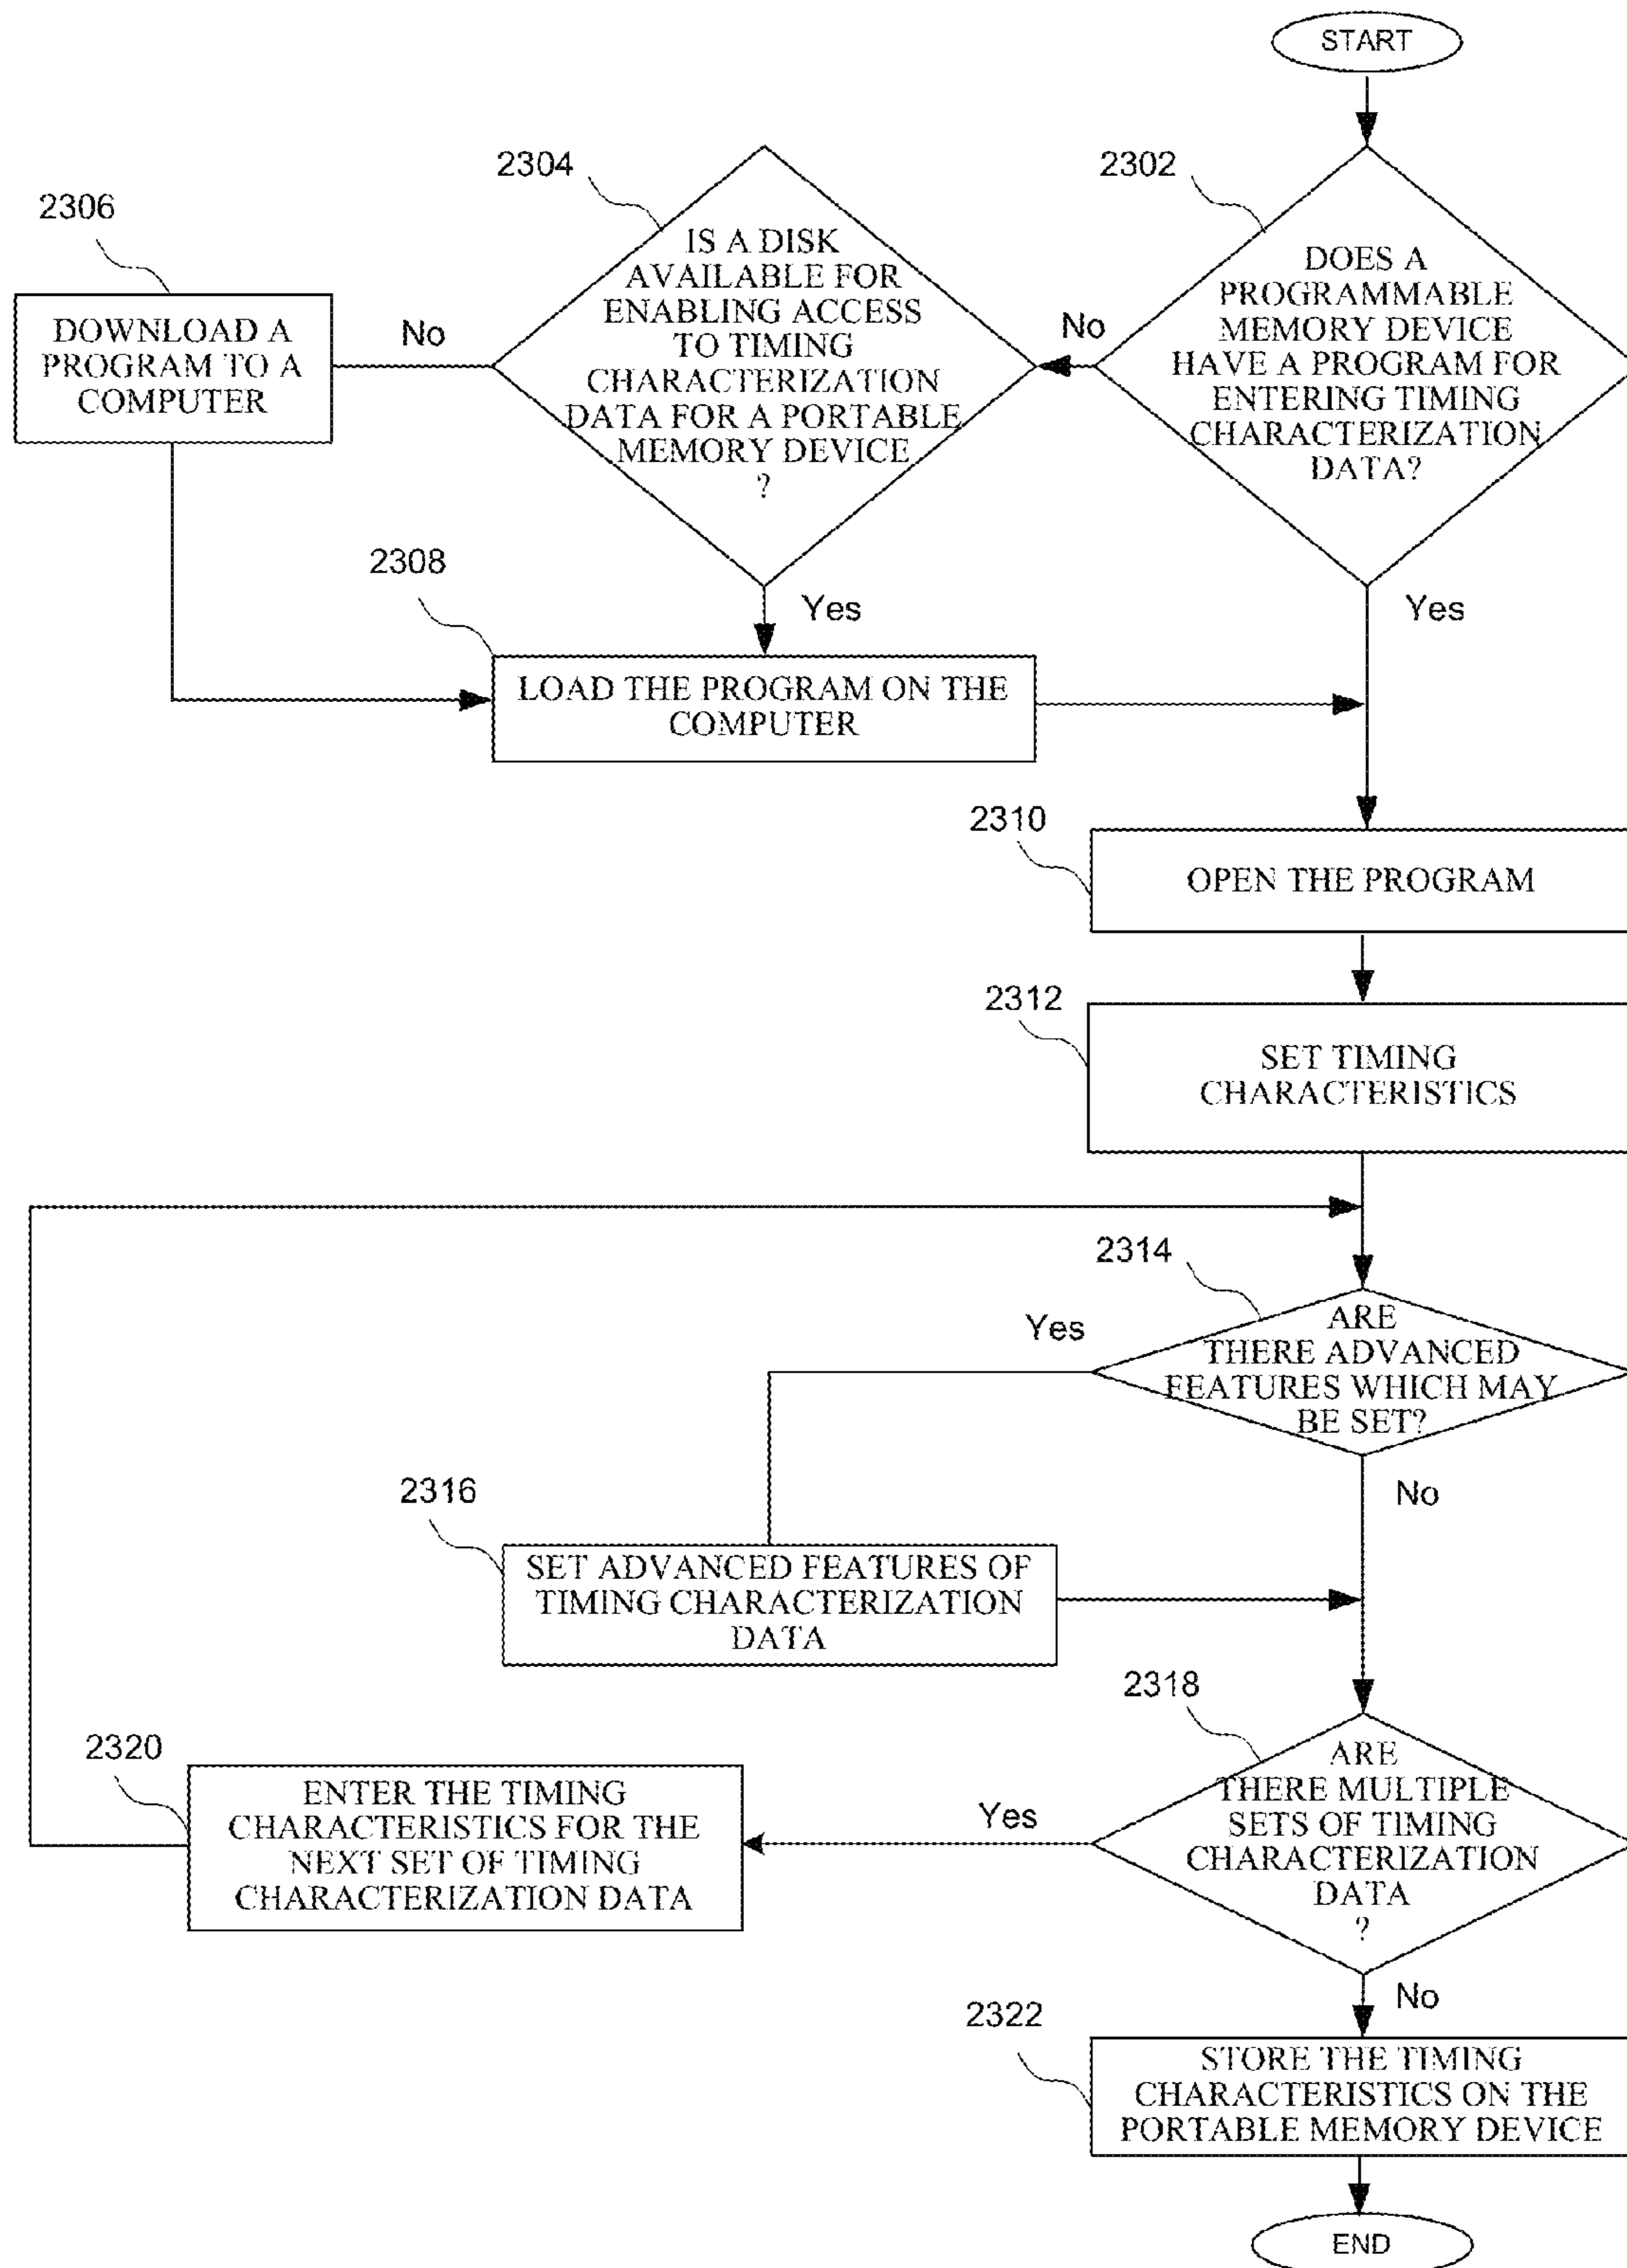 START
2302
DOES A
PROGRAMMABLE
MEMORY DEVICE
HAVE A PROGRAM FOR
ENTERING TIMING
CHARACTERIZATION
DATA?
No
Yes
2304
IS A DISK
AVAILABLE FOR
ENABLING ACCESS
TO TIMING
CHARACTERIZATION
DATA FOR A PORTABLE
MEMORY DEVICE
?
No
Yes
2306
DOWNLOAD A
PROGRAM TO A
COMPUTER
2308
LOAD THE PROGRAM ON THE
COMPUTER
2310
OPEN THE PROGRAM
2312
SET TIMING
CHARACTERISTICS
2314
ARE
THERE ADVANCED
FEATURES WHICH MAY
BE SET?
Yes
No
2316
SET ADVANCED FEATURES OF
TIMING CHARACTERIZATION
DATA
2318
ARE
THERE MULTIPLE
SETS OF TIMING
CHARACTERIZATION
DATA
?
Yes
No
2320
ENTER THE TIMING
CHARACTERISTICS FOR THE
NEXT SET OF TIMING
CHARACTERIZATION DATA
2322
STORE THE TIMING
CHARACTERISTICS ON THE
PORTABLE MEMORY DEVICE
END